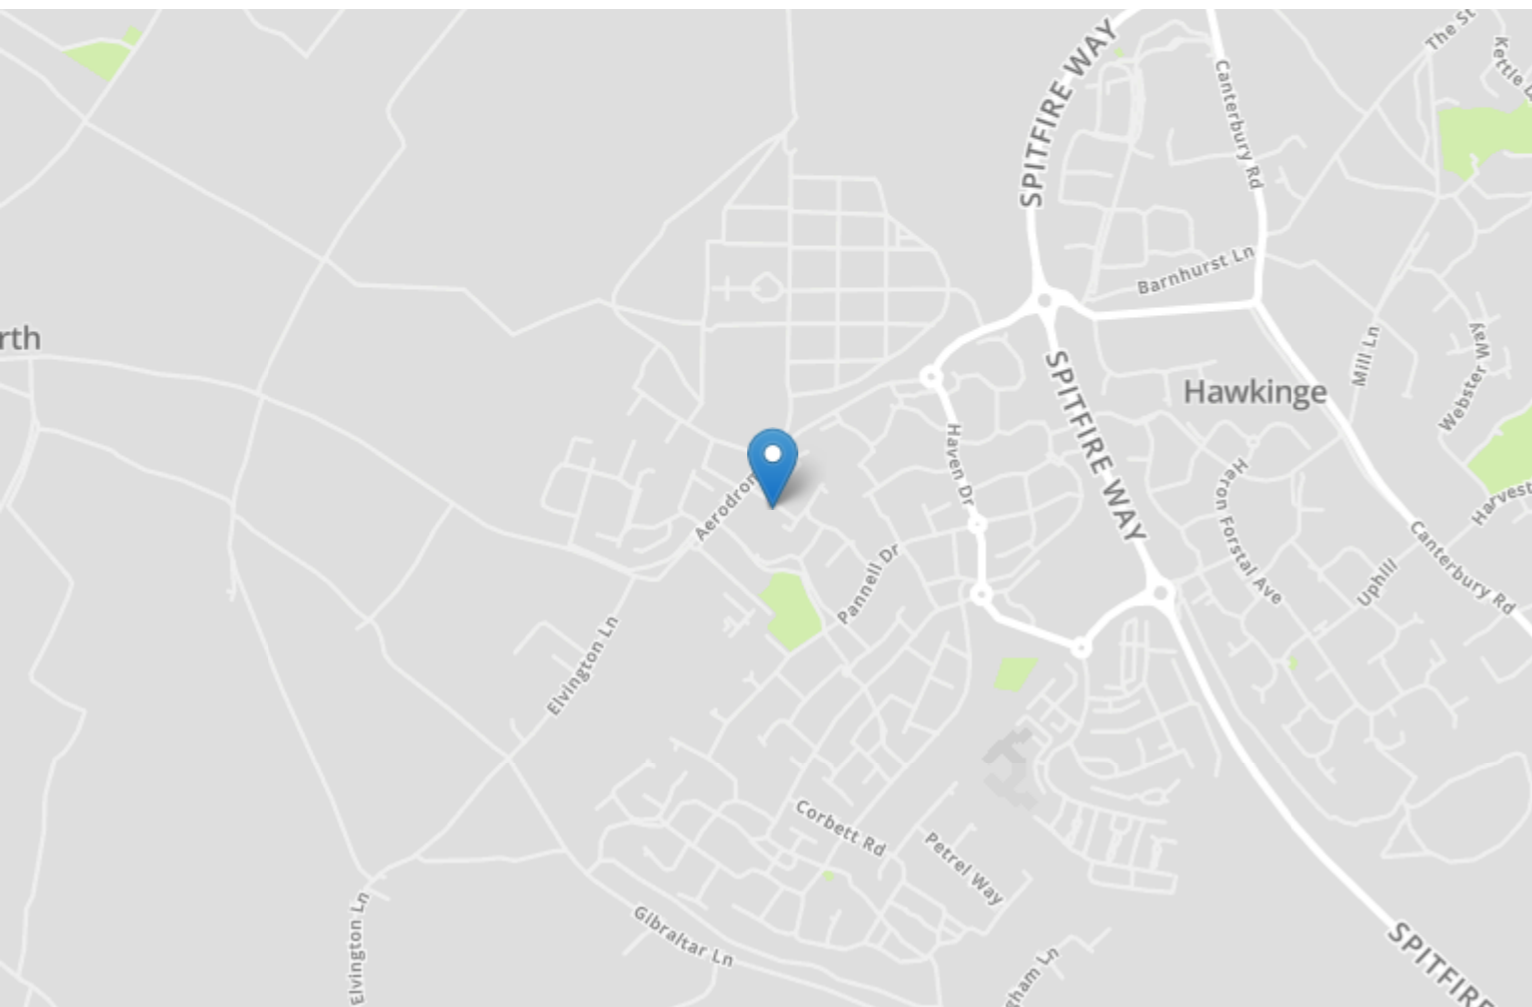 The St
Kettle
SPITFIRE WAY
Canterbury Rd
Barnhurst Ln
rth
Mill Ln
Webster Way
Hawkinge
SPITFIRE WAY
Haven Dr
Heron Forstal Ave
Aerodrom
Harvest
Canterbury Rd
Uphill
Pannell Dr
Elvington Ln
Corbett Rd
Petrel Way
Elvington Ln
Gibraltar Ln
gham Ln
SPITFIRE